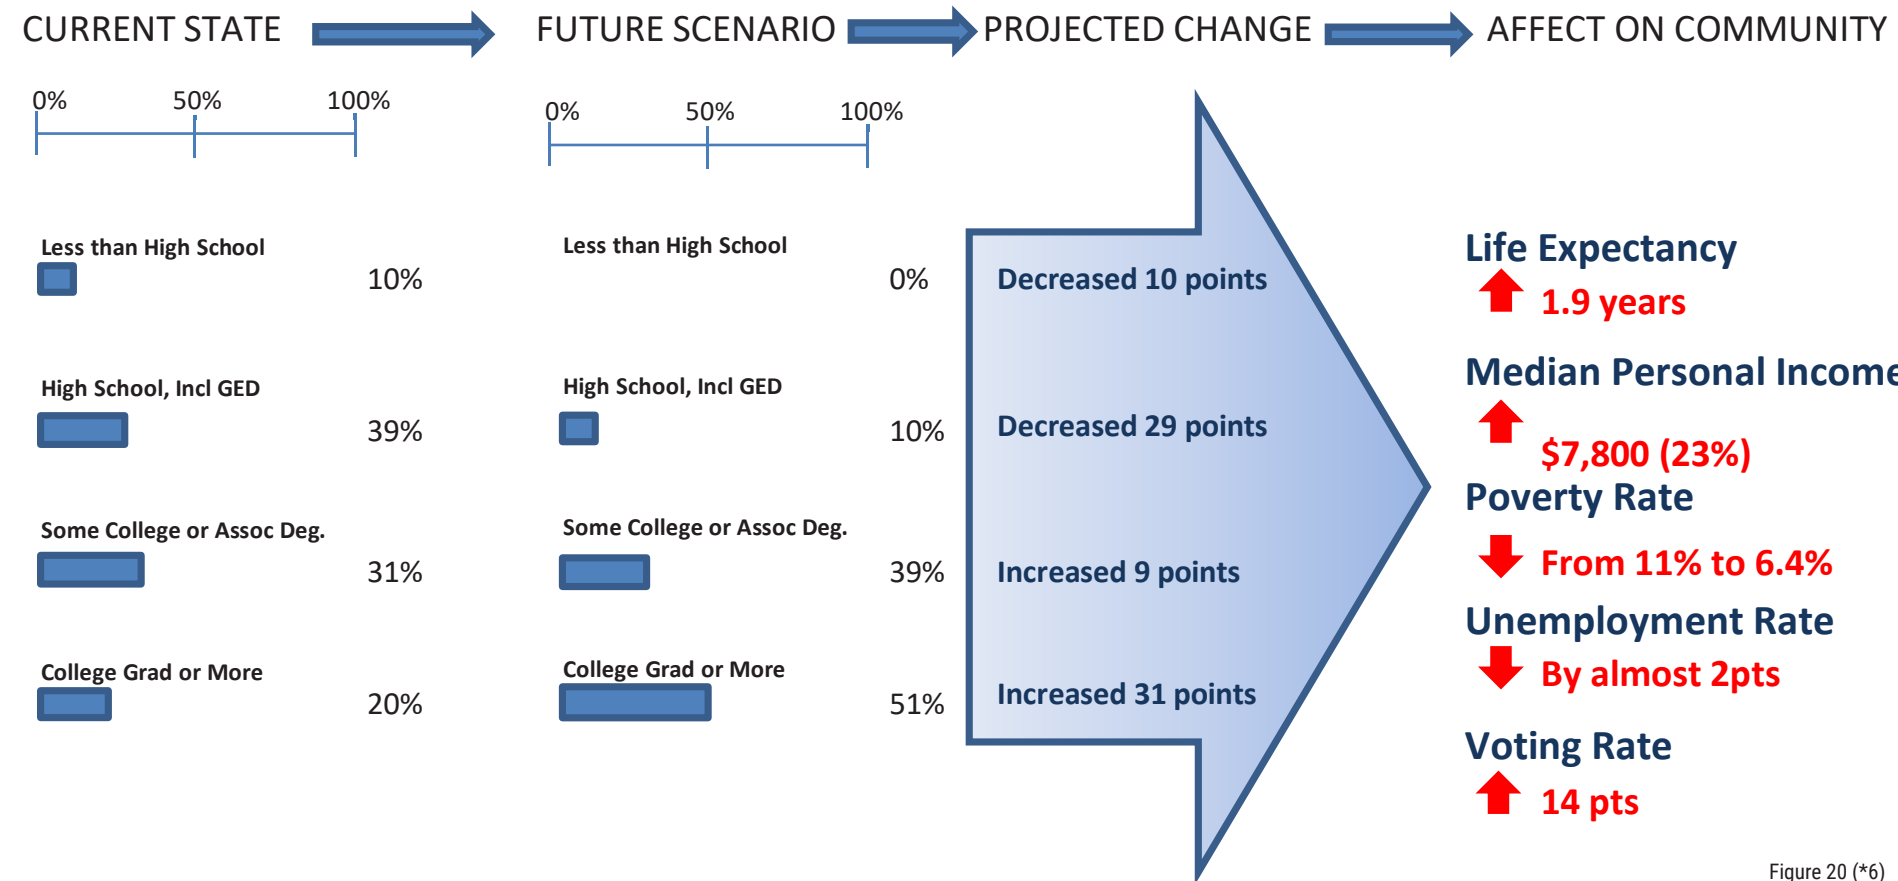 CURRENT STATE
FUTURE SCENARIO
PROJECTED CHANGE
AFFECT ON COMMUNITY
0% 50% 100%
0% 50% 100%
Less than High School
10%
Less than High School
0%
Decreased 10 points
High School, Incl GED
39%
High School, Incl GED
10%
Decreased 29 points
Some College or Assoc Deg.
31%
Some College or Assoc Deg.
39%
Increased 9 points
College Grad or More
20%
College Grad or More
51%
Increased 31 points
Life Expectancy
1.9 years
Median Personal Income
$7,800 (23%)
Poverty Rate
From 11% to 6.4%
Unemployment Rate
By almost 2pts
Voting Rate
14 pts
Figure 20 (*6)